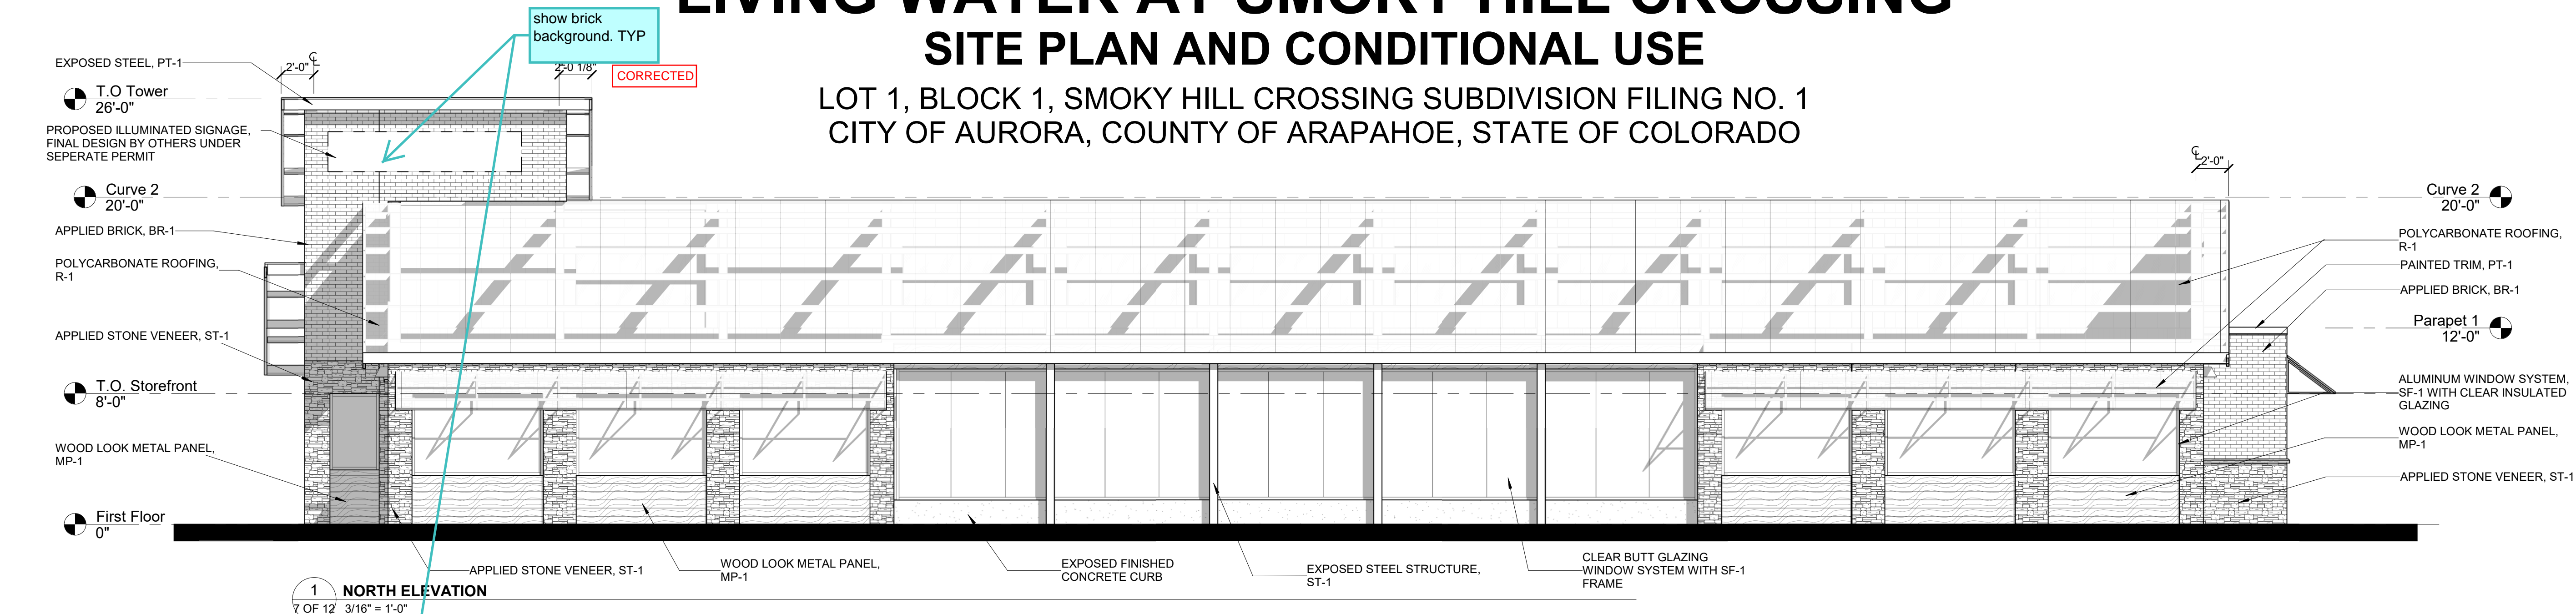 LIVING WATER AT SMOKY HILL CROSSING
SITE PLAN AND CONDITIONAL USE
LOT 1, BLOCK 1, SMOKY HILL CROSSING SUBDIVISION FILING NO. 1
CITY OF AURORA, COUNTY OF ARAPAHOE, STATE OF COLORADO
show brick
background. TYP
CORRECTED
2'-0"
2'-0 1/8"
2'-0"
EXPOSED STEEL, PT-1
T.O Tower
26'-0"
PROPOSED ILLUMINATED SIGNAGE,
FINAL DESIGN BY OTHERS UNDER
SEPERATE PERMIT
Curve 2
20'-0"
APPLIED BRICK, BR-1
POLYCARBONATE ROOFING,
R-1
APPLIED STONE VENEER, ST-1
T.O. Storefront
8'-0"
WOOD LOOK METAL PANEL,
MP-1
First Floor
0"
Curve 2
20'-0"
POLYCARBONATE ROOFING,
R-1
PAINTED TRIM, PT-1
APPLIED BRICK, BR-1
Parapet 1
12'-0"
ALUMINUM WINDOW SYSTEM,
SF-1 WITH CLEAR INSULATED
GLAZING
WOOD LOOK METAL PANEL,
MP-1
APPLIED STONE VENEER, ST-1
APPLIED STONE VENEER, ST-1
WOOD LOOK METAL PANEL,
MP-1
EXPOSED FINISHED
CONCRETE CURB
EXPOSED STEEL STRUCTURE,
ST-1
CLEAR BUTT GLAZING
WINDOW SYSTEM WITH SF-1
FRAME
1
NORTH ELEVATION
7 OF 12
3/16" = 1'-0"